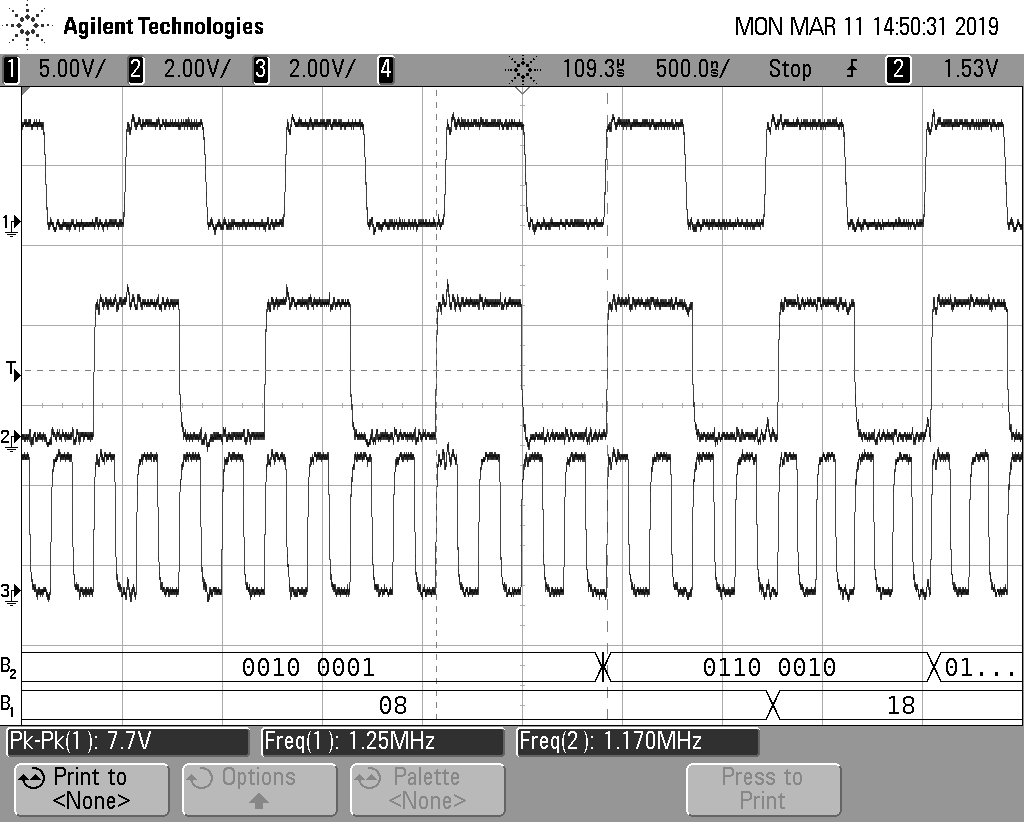 Agilent Technologies MON MAR 11 14:50:31 2019
1 5.00V/ 2 2.00V/ 3 2.00V/ 4 109.3µs 500.0ns/ Stop 2 1.53V
1
T
2
3
B2 0010 0001 0110 0010 01...
B1 08 18
Pk-Pk(1): 7.7V Freq(1): 1.25MHz Freq(2): 1.170MHz
Print to Options Palette Press to
<None> <None> Print